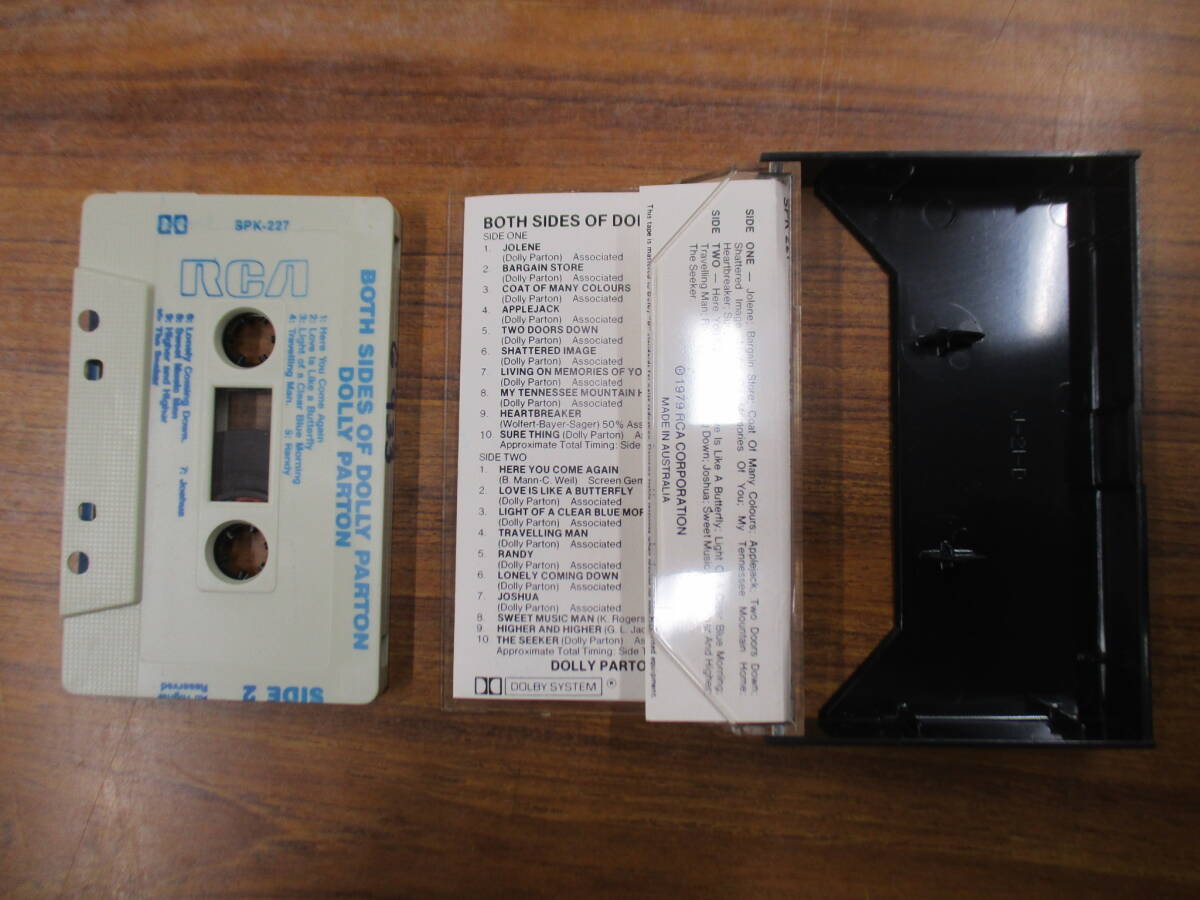 SPK-227
RCA
BOTH SIDES OF DOLLY PARTON
DOLLY PARTON
1: Here You Come Again
2: Love is Like a Butterfly
3: Light of a Clear Blue Morning
4: Travelling Man.
5: Randy
6: Lonely Coming Down.
7: Joshua
8: Sweet Music Man
9: Higher and Higher
The Seeker
SIDE 2
Reserved
BOTH SIDES OF DOL
SIDE ONE
1. JOLENE
(Dolly Parton) Associated
2. BARGAIN STORE
(Dolly Parton) Associated
3. COAT OF MANY COLOURS
(Dolly Parton) Associated
4. APPLEJACK
(Dolly Parton) Associated
5. TWO DOORS DOWN
(Dolly Parton) Associated
6. SHATTERED IMAGE
(Dolly Parton) Associated
7. LIVING ON MEMORIES OF YO
(Dolly Parton) Associated
8. MY TENNESSEE MOUNTAIN H
(Dolly Parton) Associated
9. HEARTBREAKER
(Wolfert-Bayer-Sager) 50% Ass
10. SURE THING (Dolly Parton) As
Approximate Total Timing: Side
SIDE TWO
1. HERE YOU COME AGAIN
(B. Mann-C. Weil) Screen Gem
2. LOVE IS LIKE A BUTTERFLY
(Dolly Parton) Associated
3. LIGHT OF A CLEAR BLUE MOR
(Dolly Parton) Associated
4. TRAVELLING MAN
(Dolly Parton) Associated
5. RANDY
(Dolly Parton) Associated
6. LONELY COMING DOWN
(Dolly Parton) Associated
7. JOSHUA
(Dolly Parton) Associated
8. SWEET MUSIC MAN (K. Rogers
9. HIGHER AND HIGHER (G. L. Jac
10. THE SEEKER (Dolly Parton) As
Approximate Total Timing: Side T
DOLLY PARTO
DOLBY SYSTEM ®
SPK-227
SIDE ONE — Jolene; Bargain Store; Coat Of Many Colours; Applejack; Two Doors Down;
Shattered Image; Memories Of You; My Tennessee Mountain Home;
Heartbreaker;
SIDE TWO — Here You Is Like A Butterfly; Light Blue Morning;
Travelling Man; Down; Joshua; Sweet Music And Higher;
The Seeker.
℗ 1979 RCA CORPORATION
MADE IN AUSTRALIA
This tape is equipment